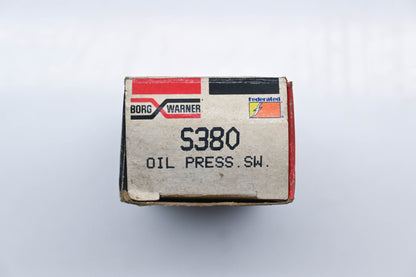 BORG WARNER
Federated
S380
OIL PRESS.SW.